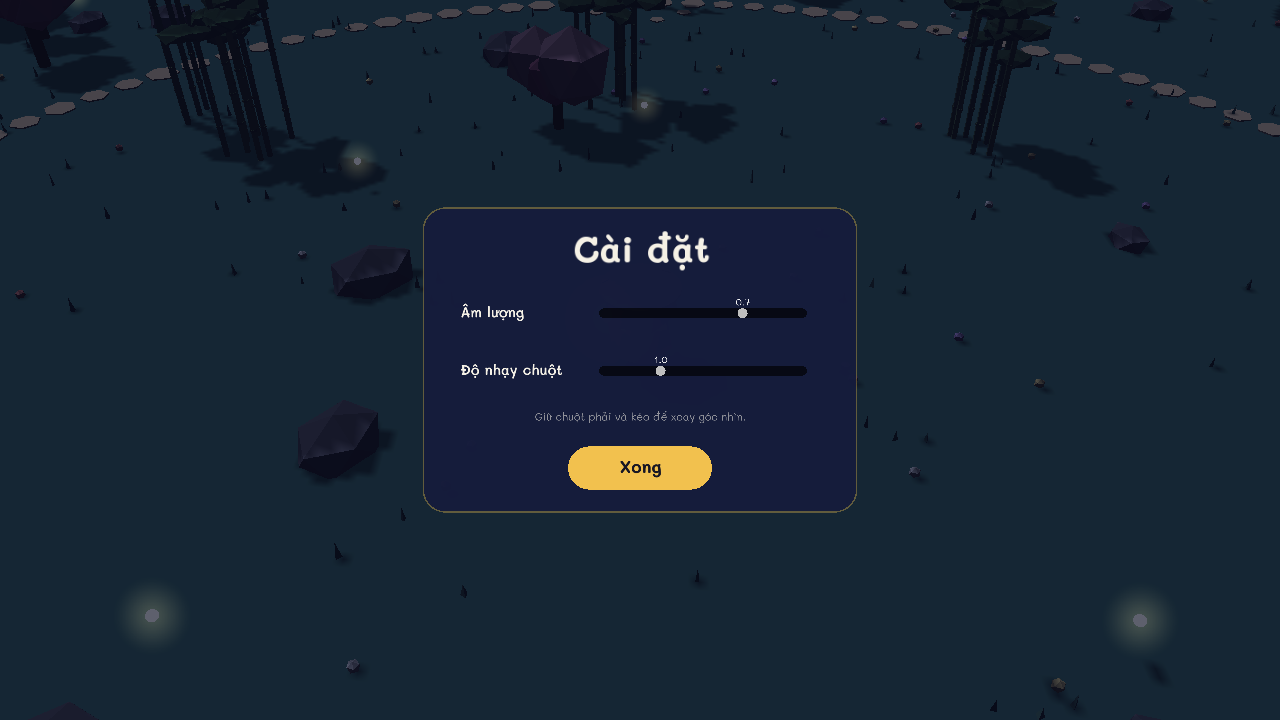 Cài đặt
0.7
Âm lượng
1.0
Độ nhạy chuột
Giữ chuột phải và kéo để xoay góc nhìn.
Xong